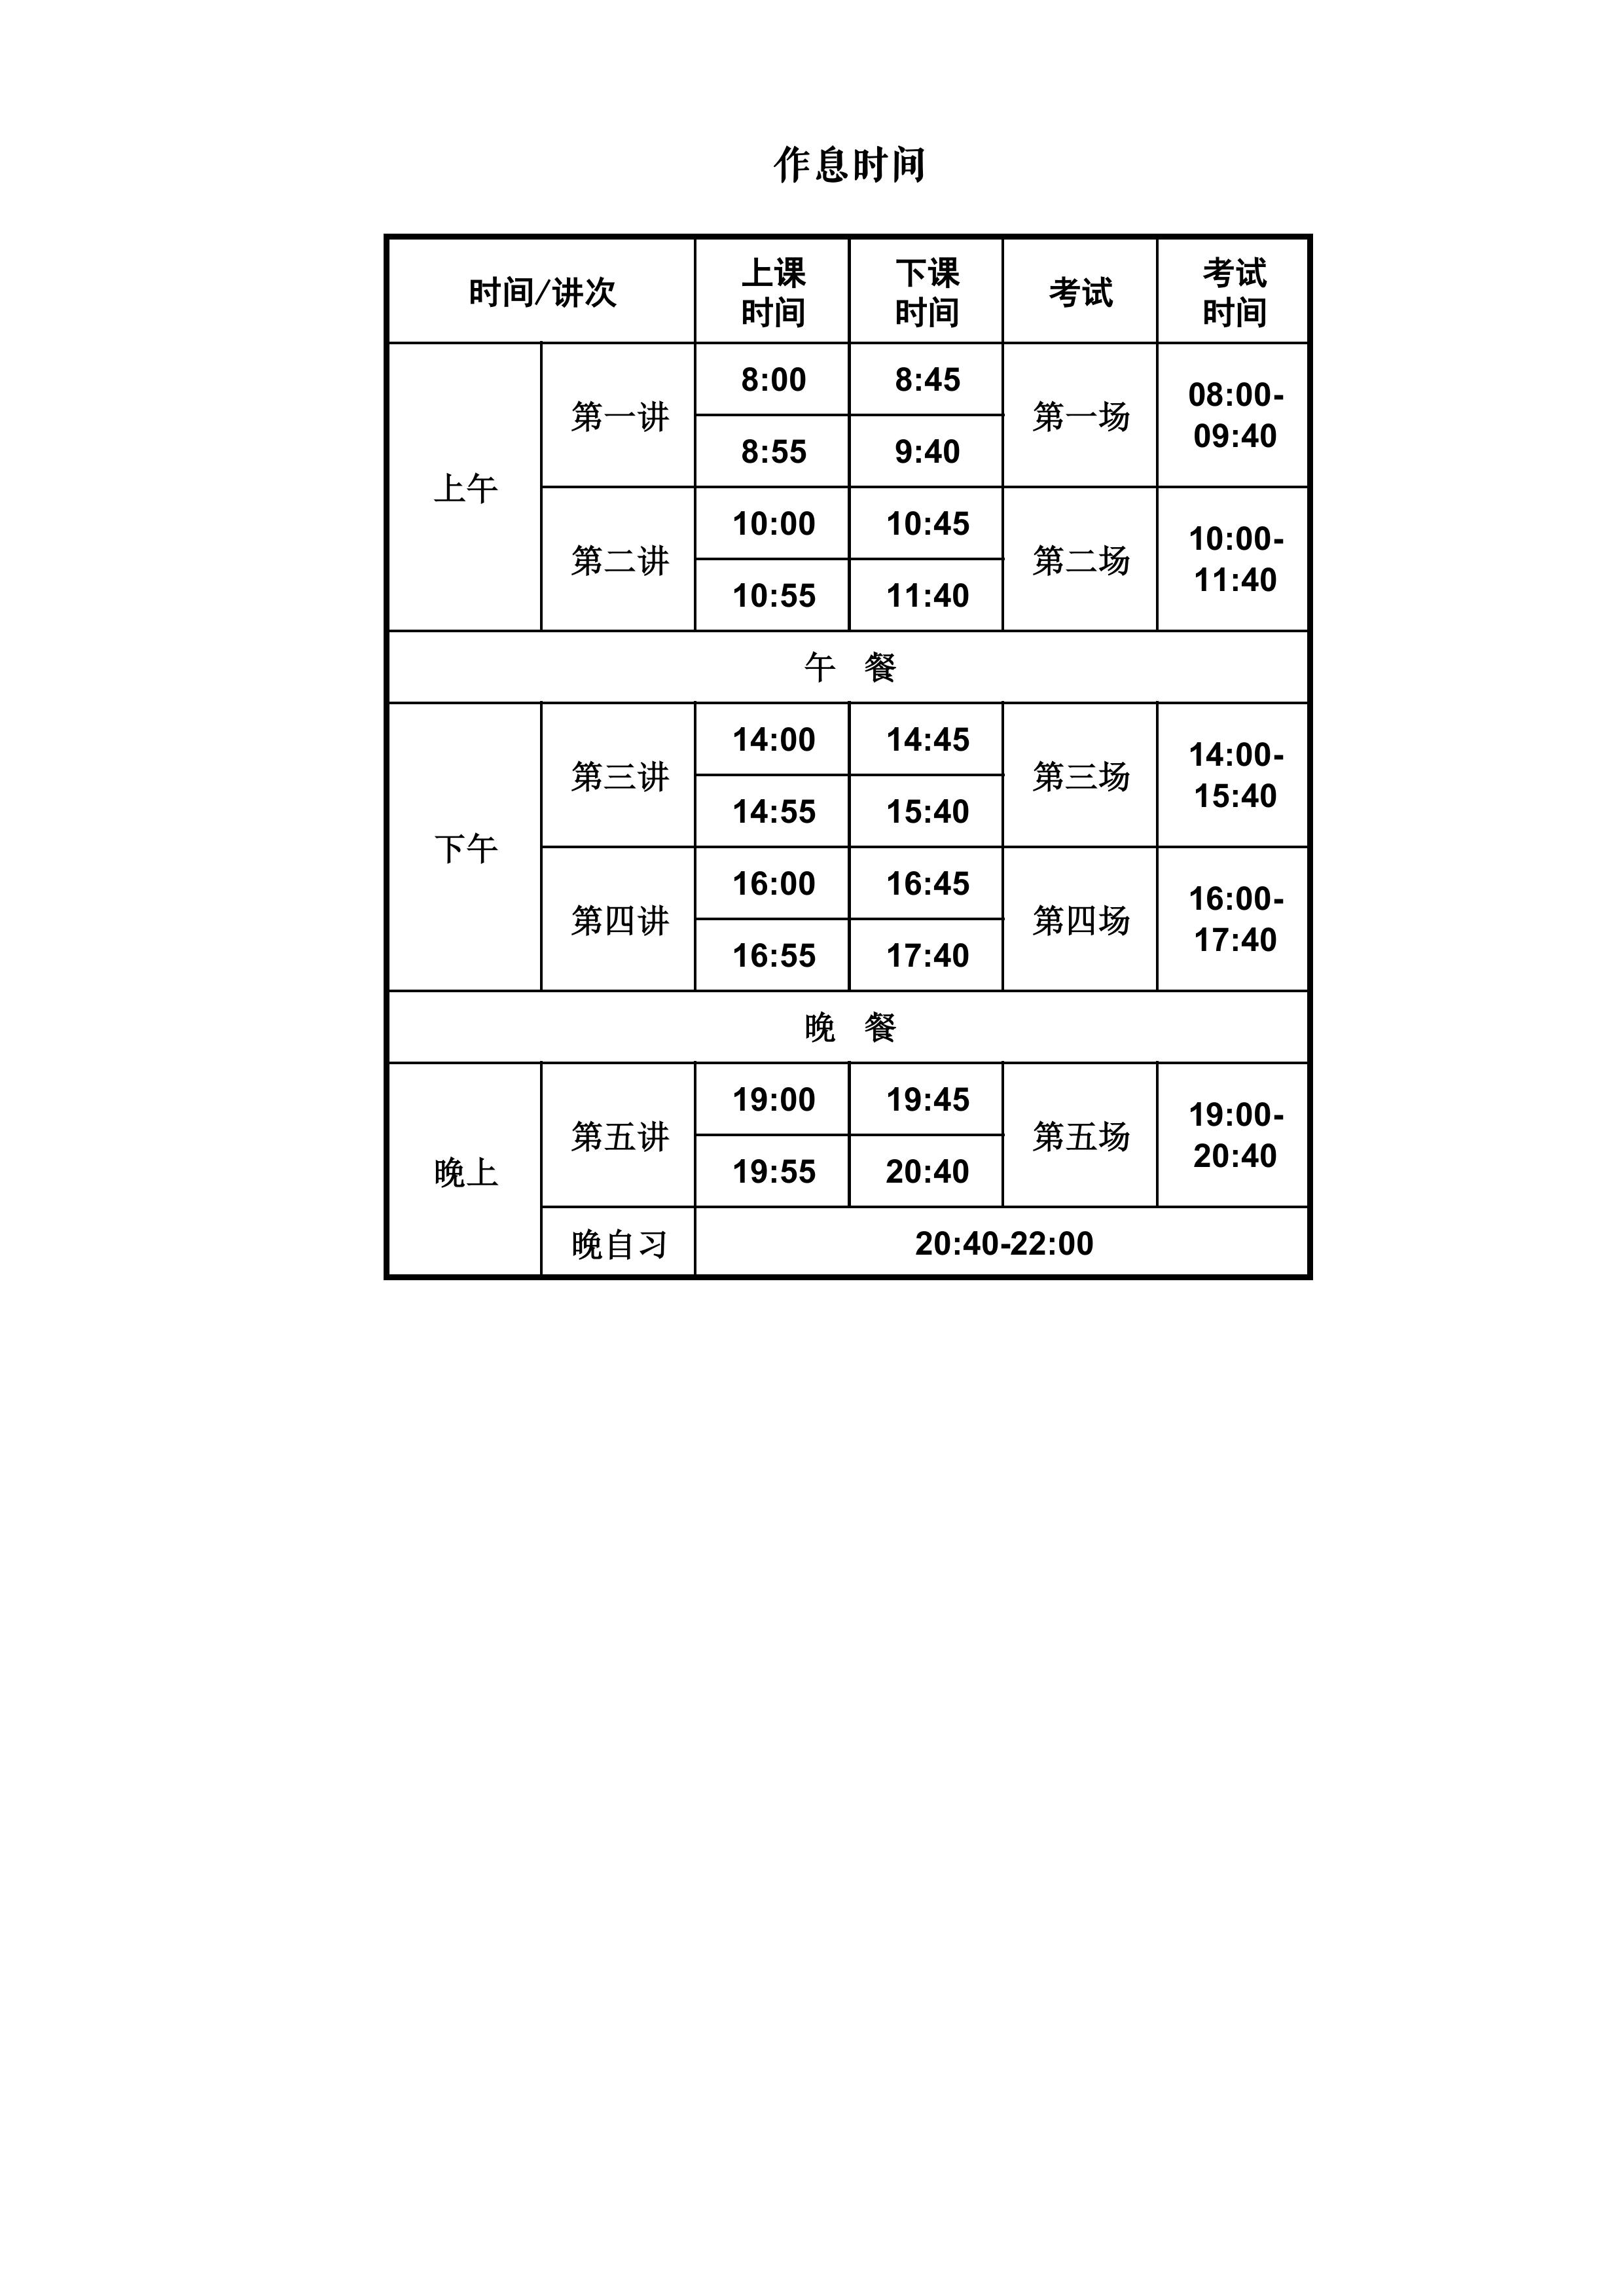 作息时间
时间/讲次 上课时间 下课时间 考试 考试时间
上午 第一讲 8:00 8:45 第一场 08:00-09:40
8:55 9:40
第二讲 10:00 10:45 第二场 10:00-11:40
10:55 11:40
午 餐
下午 第三讲 14:00 14:45 第三场 14:00-15:40
14:55 15:40
第四讲 16:00 16:45 第四场 16:00-17:40
16:55 17:40
晚 餐
晚上 第五讲 19:00 19:45 第五场 19:00-20:40
19:55 20:40
晚自习 20:40-22:00